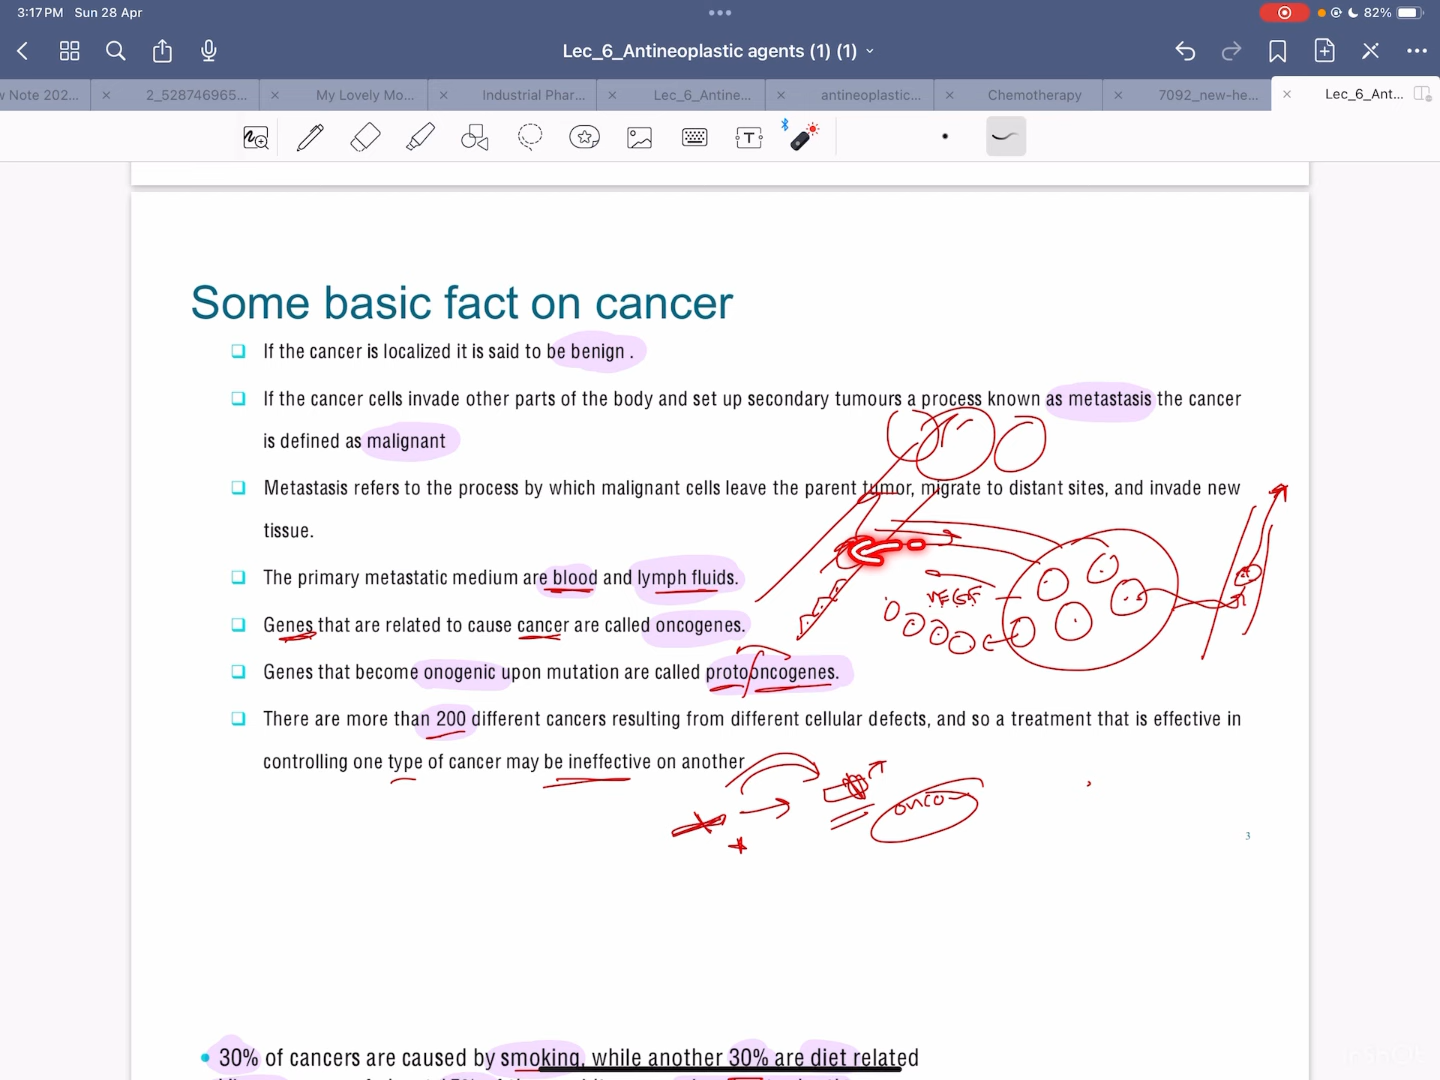 3:17 PM Sun 28 Apr
82%
Lec_6_Antineoplastic agents (1) (1)
w Note 202...
2_528746965...
My Lovely Mo...
Industrial Phar...
Lec_6_Antine...
antineoplastic...
Chemotherapy
7092_new-he...
Lec_6_Ant...
Some basic fact on cancer
If the cancer is localized it is said to be benign .
If the cancer cells invade other parts of the body and set up secondary tumours a process known as metastasis the cancer
is defined as malignant
Metastasis refers to the process by which malignant cells leave the parent tumor, migrate to distant sites, and invade new
tissue.
The primary metastatic medium are blood and lymph fluids.
VEGF
Genes that are related to cause cancer are called oncogenes.
Genes that become onogenic upon mutation are called protooncogenes.
There are more than 200 different cancers resulting from different cellular defects, and so a treatment that is effective in
controlling one type of cancer may be ineffective on another
onco
3
• 30% of cancers are caused by smoking, while another 30% are diet related